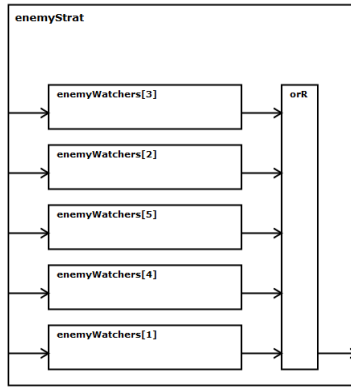 enemyStrat
enemyWatchers[3]
orR
enemyWatchers[2]
enemyWatchers[5]
enemyWatchers[4]
enemyWatchers[1]